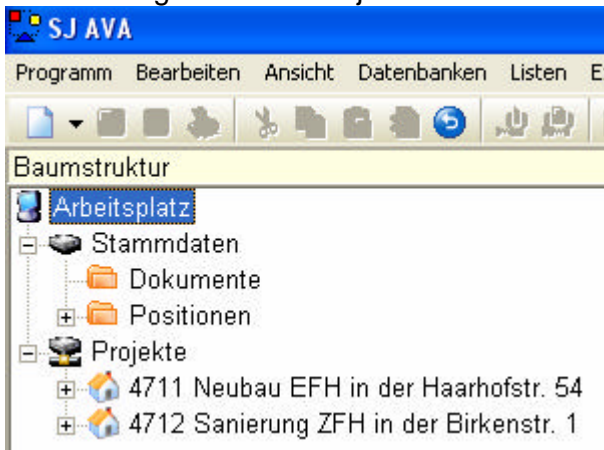 SJ AVA
Programm Bearbeiten Ansicht Datenbanken Listen
Baumstruktur
Arbeitsplatz
Stammdaten
Dokumente
Positionen
Projekte
4711 Neubau EFH in der Haarhofstr. 54
4712 Sanierung ZFH in der Birkenstr. 1